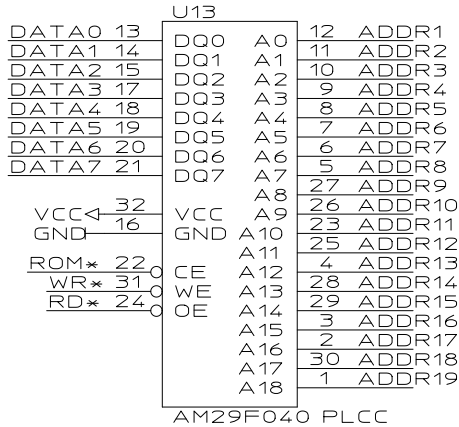 U13
DATA0 13 DQ0 A0 12 ADDR1
DATA1 14 DQ1 A1 11 ADDR2
DATA2 15 DQ2 A2 10 ADDR3
DATA3 17 DQ3 A3 9 ADDR4
DATA4 18 DQ4 A4 8 ADDR5
DATA5 19 DQ5 A5 7 ADDR6
DATA6 20 DQ6 A6 6 ADDR7
DATA7 21 DQ7 A7 5 ADDR8
A8 27 ADDR9
VCC 32 VCC A9 26 ADDR10
GND 16 GND A10 23 ADDR11
A11 25 ADDR12
ROM* 22 CE A12 4 ADDR13
WR* 31 WE A13 28 ADDR14
RD* 24 OE A14 29 ADDR15
A15 3 ADDR16
A16 2 ADDR17
A17 30 ADDR18
A18 1 ADDR19
AM29F040 PLCC